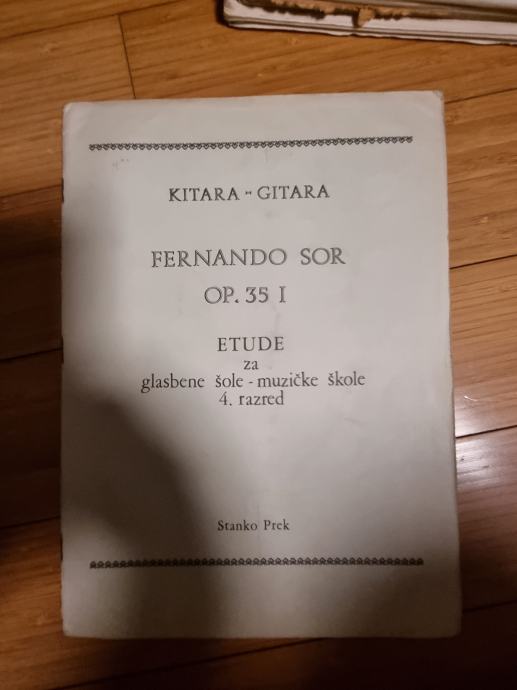 KITARA - GITARA
FERNANDO SOR
OP. 35 I
ETUDE
za
glasbene šole - muzičke škole
4. razred
Stanko Prek